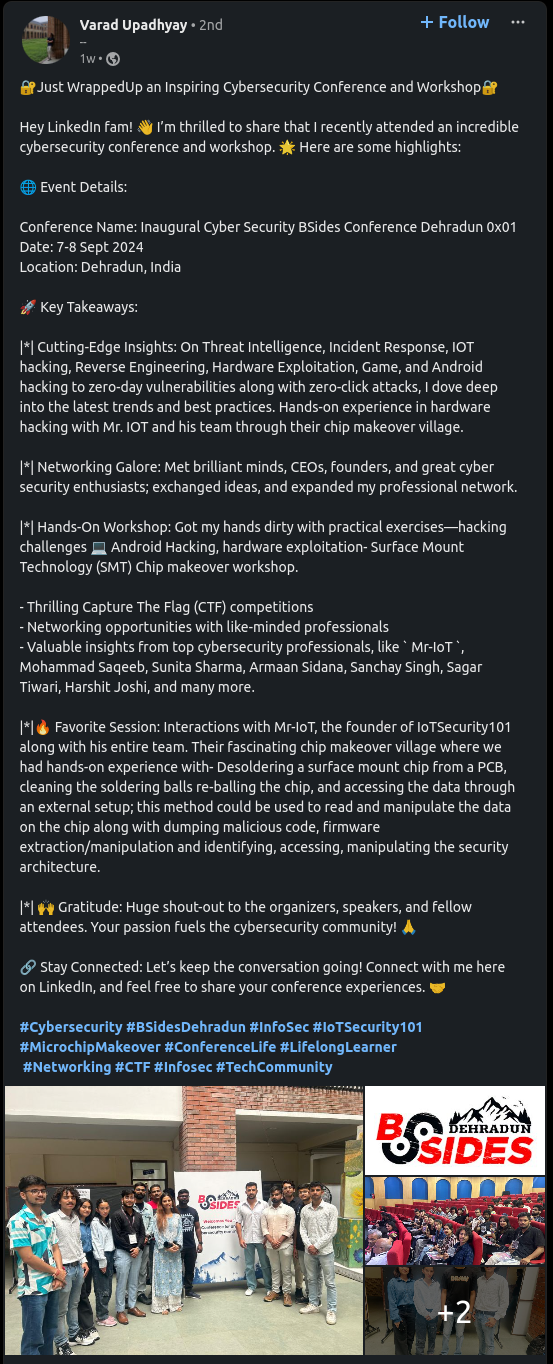 Varad Upadhyay • 2nd
+ Follow
...
--
1w •
🔐Just WrappedUp an Inspiring Cybersecurity Conference and Workshop🔐
Hey LinkedIn fam! 👋 I’m thrilled to share that I recently attended an incredible
cybersecurity conference and workshop. 🌟 Here are some highlights:
🌐 Event Details:
Conference Name: Inaugural Cyber Security BSides Conference Dehradun 0x01
Date: 7-8 Sept 2024
Location: Dehradun, India
🚀 Key Takeaways:
|*| Cutting-Edge Insights: On Threat Intelligence, Incident Response, IOT
hacking, Reverse Engineering, Hardware Exploitation, Game, and Android
hacking to zero-day vulnerabilities along with zero-click attacks, I dove deep
into the latest trends and best practices. Hands-on experience in hardware
hacking with Mr. IOT and his team through their chip makeover village.
|*| Networking Galore: Met brilliant minds, CEOs, founders, and great cyber
security enthusiasts; exchanged ideas, and expanded my professional network.
|*| Hands-On Workshop: Got my hands dirty with practical exercises—hacking
challenges 💻 Android Hacking, hardware exploitation- Surface Mount
Technology (SMT) Chip makeover workshop.
- Thrilling Capture The Flag (CTF) competitions
- Networking opportunities with like-minded professionals
- Valuable insights from top cybersecurity professionals, like ` Mr-IoT `,
Mohammad Saqeeb, Sunita Sharma, Armaan Sidana, Sanchay Singh, Sagar
Tiwari, Harshit Joshi, and many more.
|*|🔥 Favorite Session: Interactions with Mr-IoT, the founder of IoTSecurity101
along with his entire team. Their fascinating chip makeover village where we
had hands-on experience with- Desoldering a surface mount chip from a PCB,
cleaning the soldering balls re-balling the chip, and accessing the data through
an external setup; this method could be used to read and manipulate the data
on the chip along with dumping malicious code, firmware
extraction/manipulation and identifying, accessing, manipulating the security
architecture.
|*| 🙌 Gratitude: Huge shout-out to the organizers, speakers, and fellow
attendees. Your passion fuels the cybersecurity community! 🙏
🔗 Stay Connected: Let’s keep the conversation going! Connect with me here
on LinkedIn, and feel free to share your conference experiences. 🤝
#Cybersecurity #BSidesDehradun #InfoSec #IoTSecurity101
#MicrochipMakeover #ConferenceLife #LifelongLearner
#Networking #CTF #Infosec #TechCommunity
BSIDES
DEHRADUN
BSIDES
DEHRADUN
+2